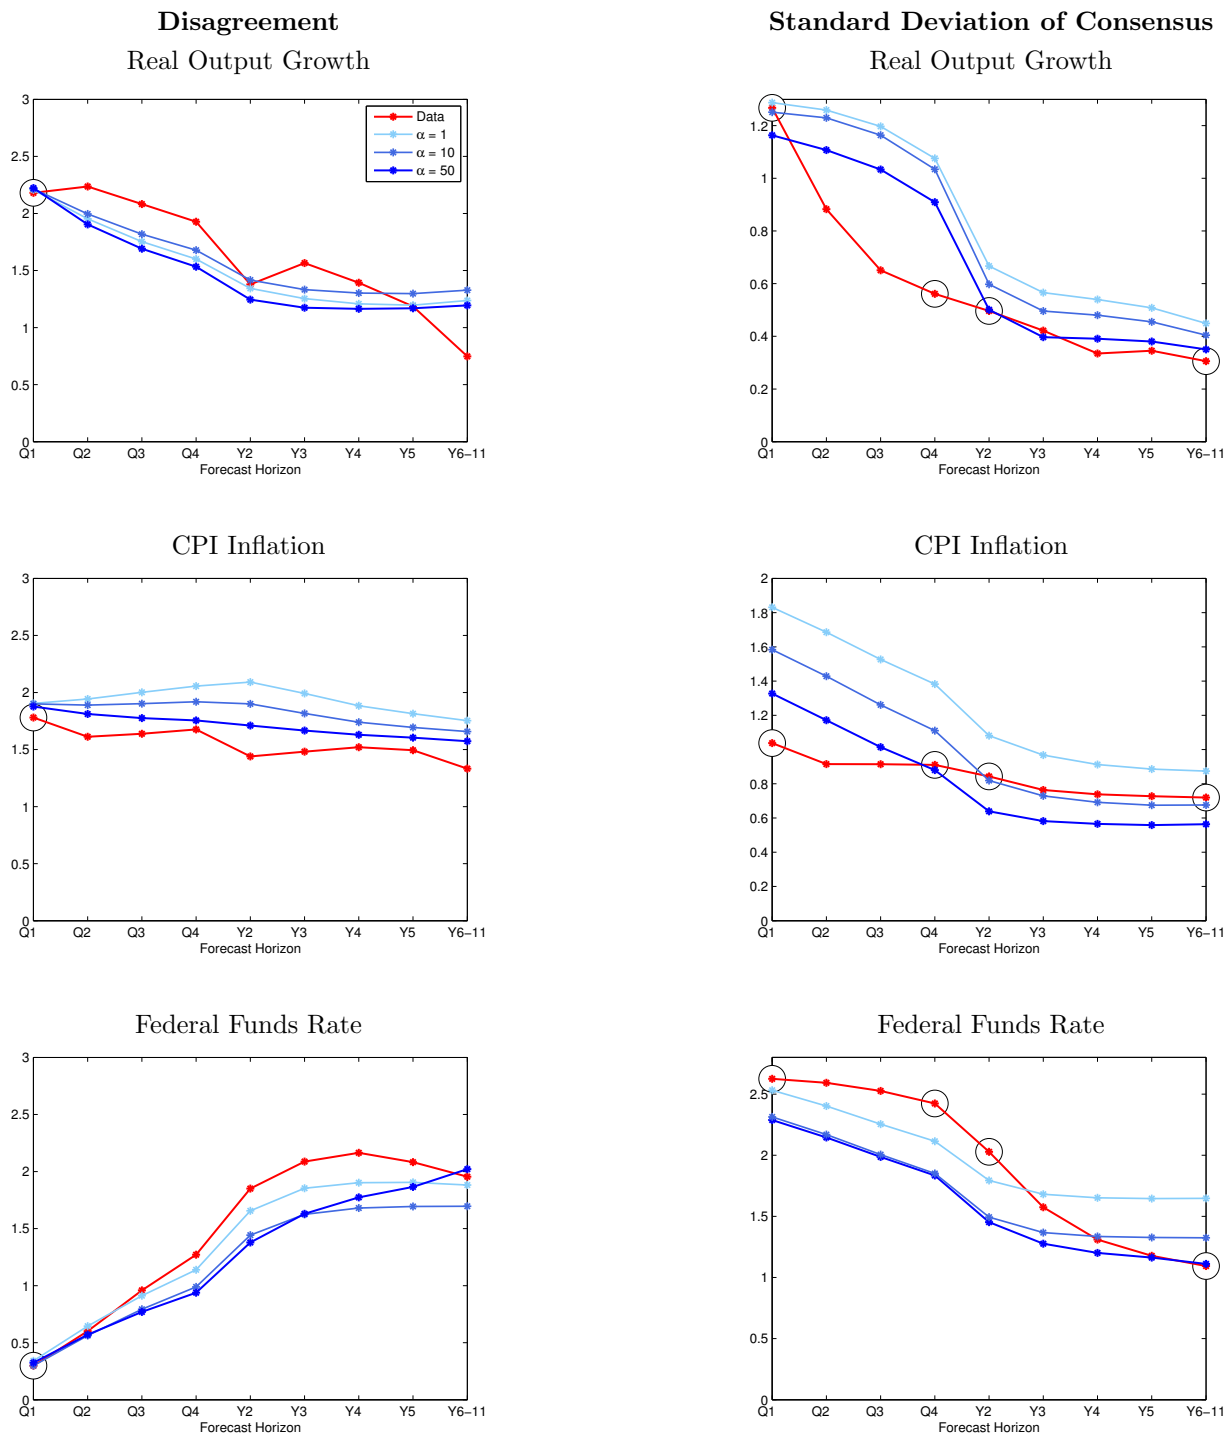 Disagreement
Real Output Growth
3
2.5
2
1.5
1
0.5
0
Data
α = 1
α = 10
α = 50
Q1 Q2 Q3 Q4 Y2 Y3 Y4 Y5 Y6−11
Forecast Horizon
Standard Deviation of Consensus
Real Output Growth
1.2
1
0.8
0.6
0.4
0.2
0
Q1 Q2 Q3 Q4 Y2 Y3 Y4 Y5 Y6−11
Forecast Horizon
CPI Inflation
3
2.5
2
1.5
1
0.5
0
Q1 Q2 Q3 Q4 Y2 Y3 Y4 Y5 Y6−11
Forecast Horizon
CPI Inflation
2
1.8
1.6
1.4
1.2
1
0.8
0.6
0.4
0.2
0
Q1 Q2 Q3 Q4 Y2 Y3 Y4 Y5 Y6−11
Forecast Horizon
Federal Funds Rate
3
2.5
2
1.5
1
0.5
0
Q1 Q2 Q3 Q4 Y2 Y3 Y4 Y5 Y6−11
Forecast Horizon
Federal Funds Rate
2.5
2
1.5
1
0.5
0
Q1 Q2 Q3 Q4 Y2 Y3 Y4 Y5 Y6−11
Forecast Horizon